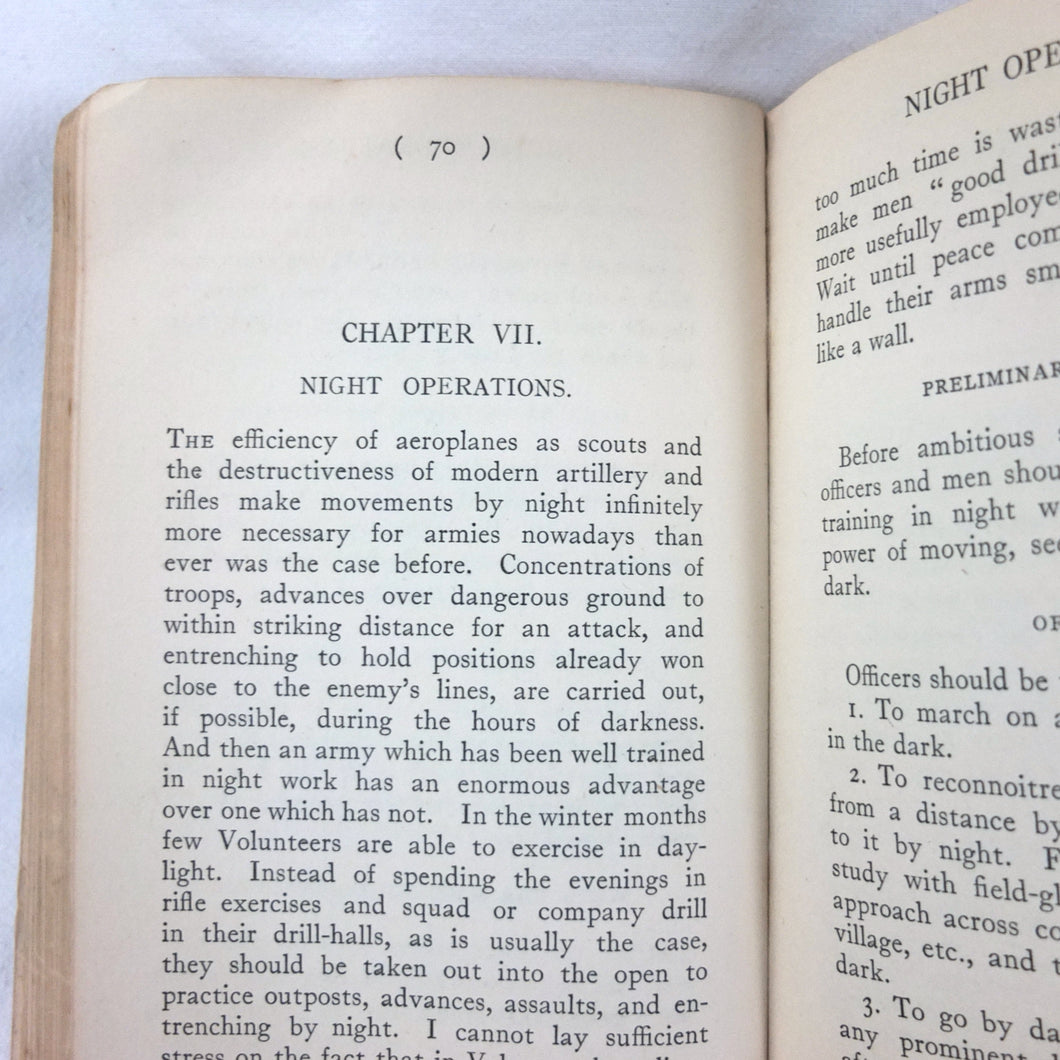 ( 70 )
CHAPTER VII.
NIGHT OPERATIONS.
THE efficiency of aeroplanes as scouts and
the destructiveness of modern artillery and
rifles make movements by night infinitely
more necessary for armies nowadays than
ever was the case before. Concentrations of
troops, advances over dangerous ground to
within striking distance for an attack, and
entrenching to hold positions already won
close to the enemy's lines, are carried out,
if possible, during the hours of darkness.
And then an army which has been well trained
in night work has an enormous advantage
over one which has not. In the winter months
few Volunteers are able to exercise in day-
light. Instead of spending the evenings in
rifle exercises and squad or company drill
in their drill-halls, as is usually the case,
they should be taken out into the open to
practice outposts, advances, assaults, and en-
trenching by night. I cannot lay sufficient
stress on the fact that in
NIGHT OPE
too much time is wast
make men “good dri
more usefully employe
Wait until peace com
handle their arms sm
like a wall.
PRELIMINAR
Before ambitious
officers and men shou
training in night w
power of moving, see
dark.
OF
Officers should be
1. To march on a
in the dark.
2. To reconnoitre
from a distance by
to it by night. F
study with field-gl
approach across co
village, etc., and t
dark.
3. To go by da
any prominent